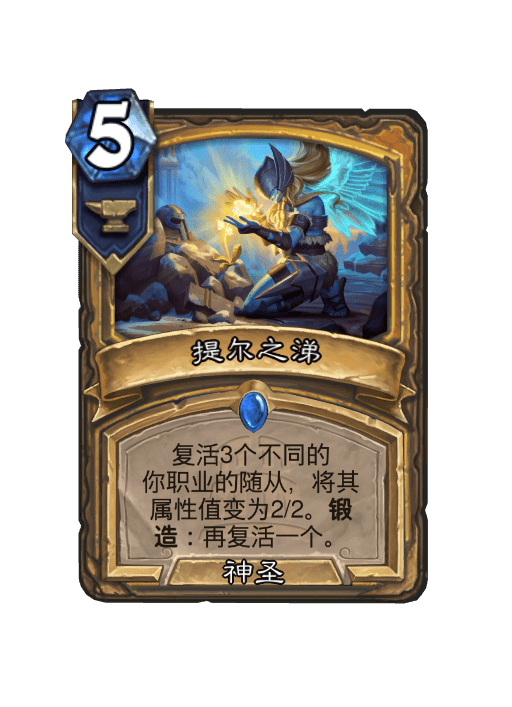 5
提尔之涕
复活3个不同的
你职业的随从，将其
属性值变为2/2。锻
造：再复活一个。
神圣